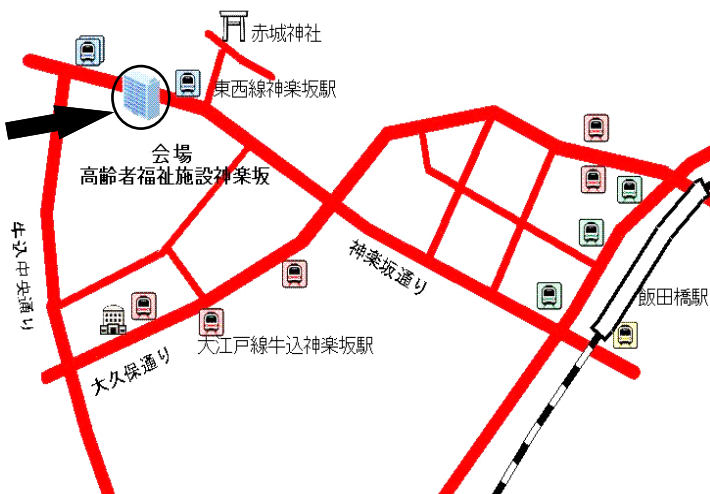 赤城神社
東西線神楽坂駅
会場
高齢者福祉施設神楽坂
牛込中央通り
神楽坂通り
飯田橋駅
大江戸線牛込神楽坂駅
大久保通り